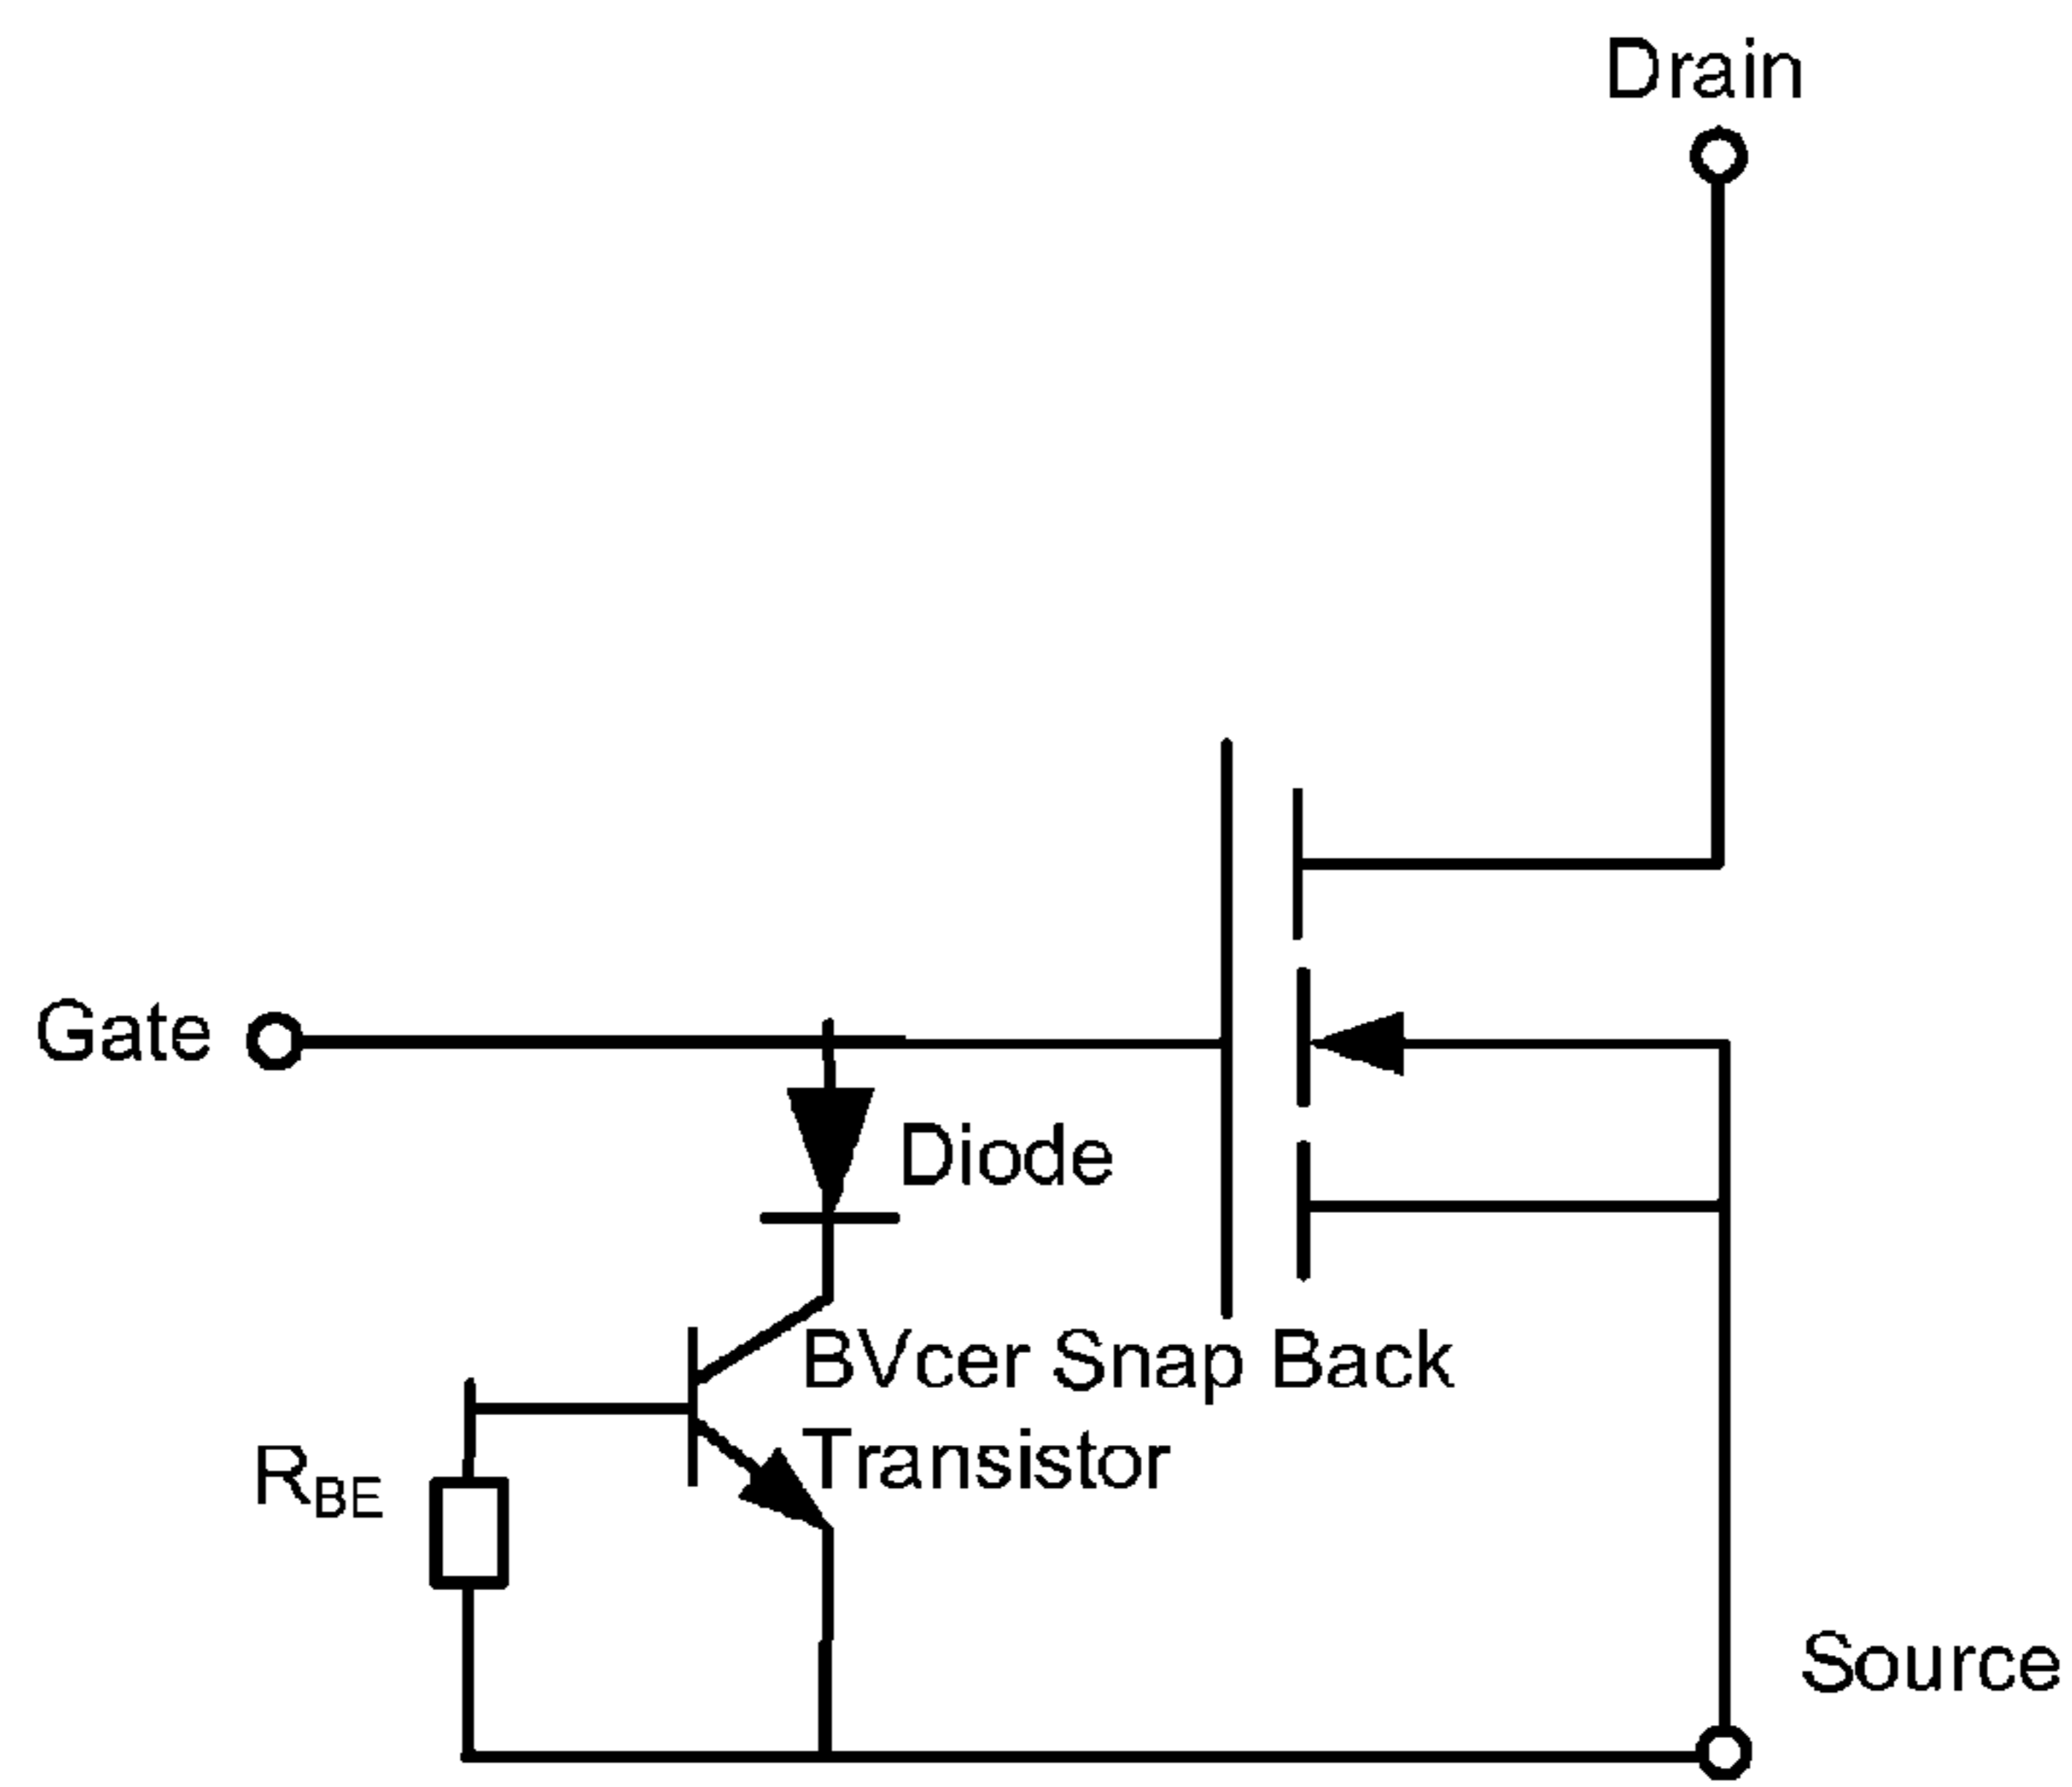 Drain
Gate
Diode
BVcer Snap Back
Transistor
RBE
Source